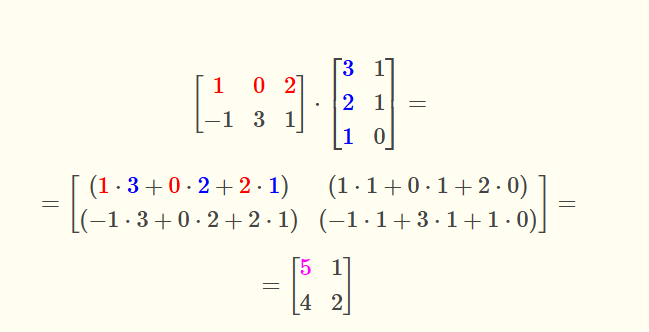 [1 0 2; −1 3 1] · [3 1; 2 1; 1 0] =
= [(1 · 3 + 0 · 2 + 2 · 1) (1 · 1 + 0 · 1 + 2 · 0); (−1 · 3 + 0 · 2 + 2 · 1) (−1 · 1 + 3 · 1 + 1 · 0)] =
= [5 1; 4 2]